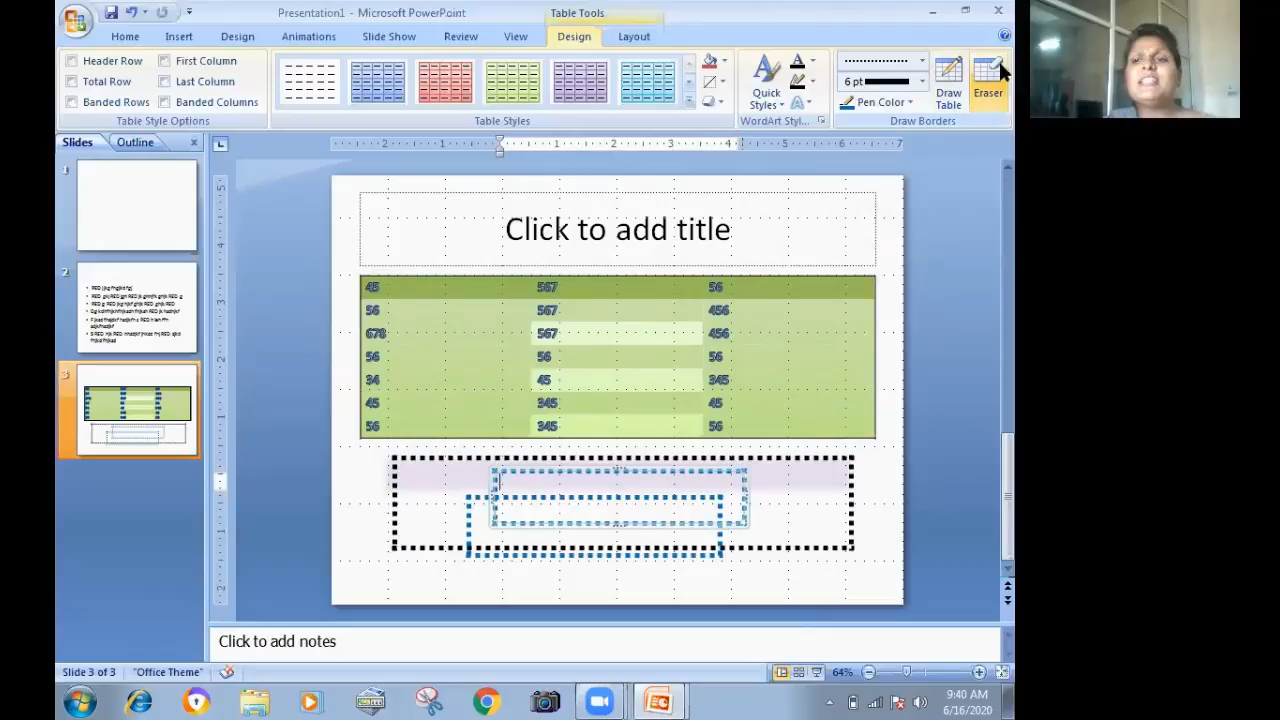 Presentation1 - Microsoft PowerPoint
Table Tools
Home Insert Design Animations Slide Show Review View Design Layout
Header Row First Column
Total Row Last Column
Banded Rows Banded Columns
Table Style Options
Table Styles
Quick Styles
WordArt Styl...
6 pt
Pen Color
Draw Table
Eraser
Draw Borders
Slides Outline
1
2
3
Click to add title
45 567 56
56 567 456
678 567 456
56 56 56
34 45 345
45 345 45
56 345 56
Click to add notes
Slide 3 of 3 "Office Theme" 64%
9:40 AM
6/16/2020